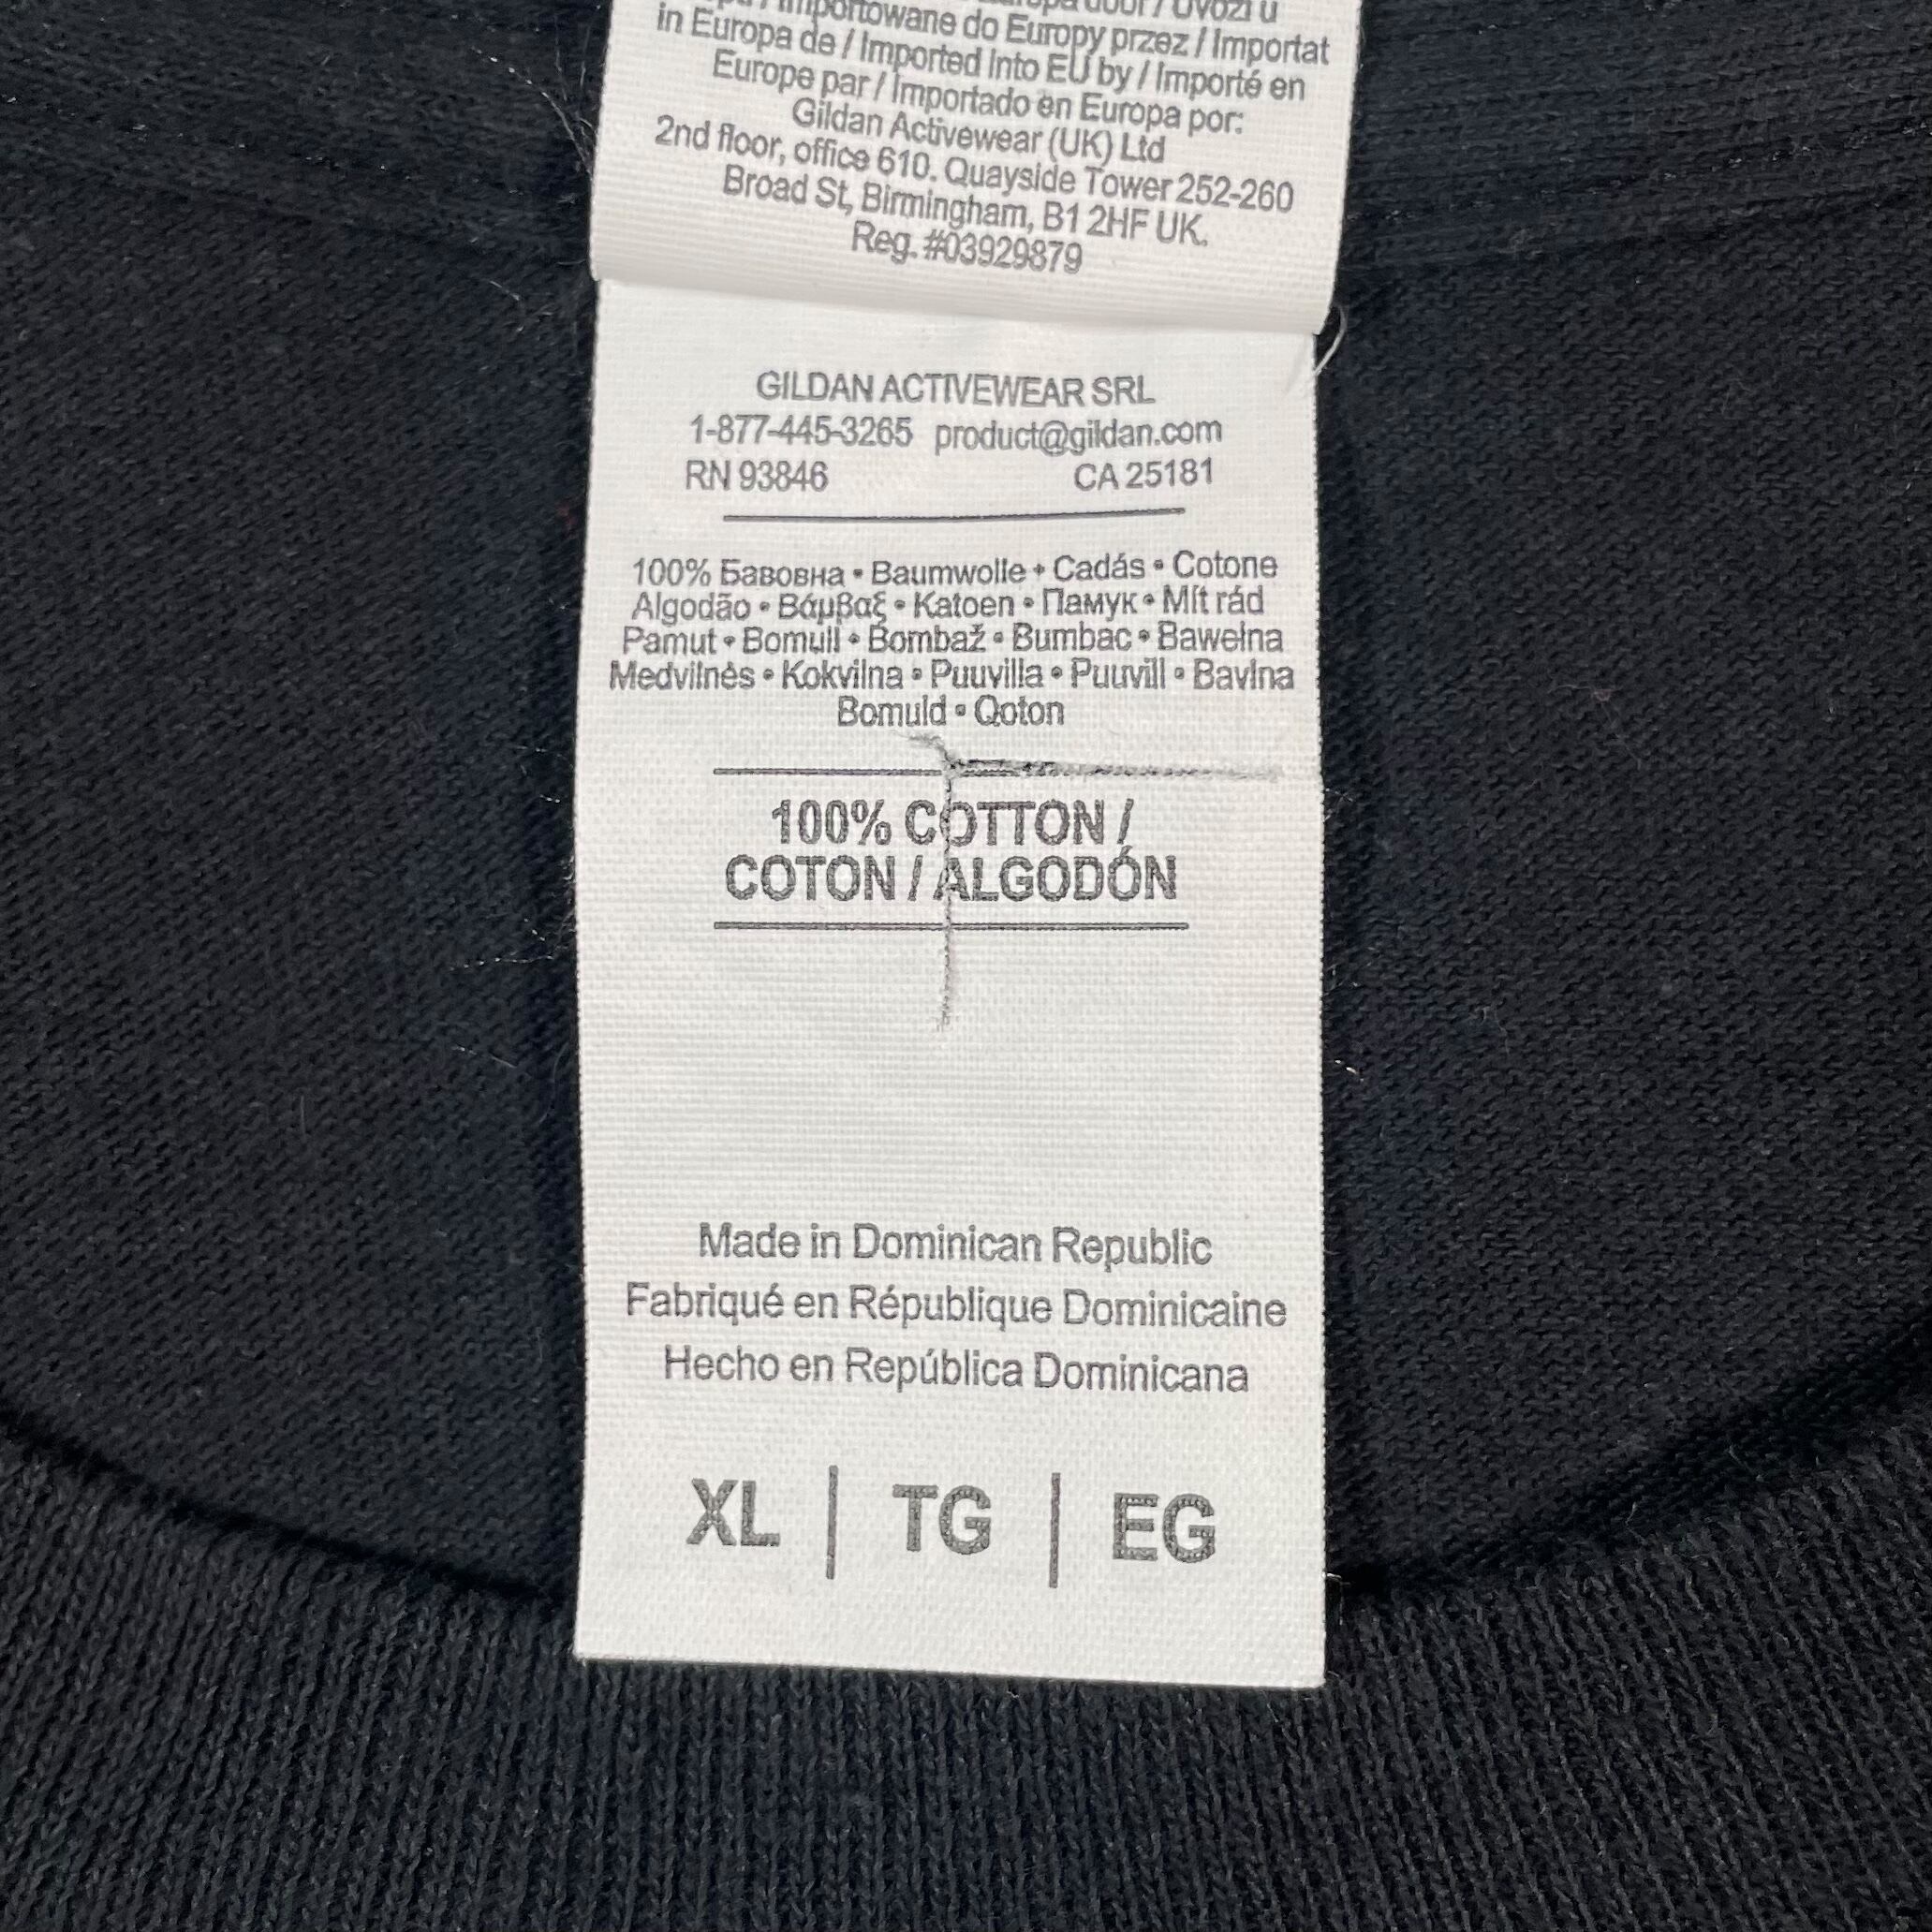 Importowane do Europy przez / Importat
in Europa de / Imported into EU by / Importé en
Europe par / Importado en Europa por:
Gildan Activewear (UK) Ltd
2nd floor, office 610. Quayside Tower 252-260
Broad St, Birmingham, B1 2HF UK.
Reg. #03929879
GILDAN ACTIVEWEAR SRL
1-877-445-3265 product@gildan.com
RN 93846 CA 25181
100% Бавовна • Baumwolle • Cadás • Cotone
Algodão • Βάμβαξ • Katoen • Памук • Mít rád
Pamut • Bomull • Bombaž • Bumbac • Bawełna
Medvilnės • Kokvilna • Puuvilla • Puuvill • Bavlna
Bomuld • Qoton
100% COTTON /
COTON / ALGODÓN
Made in Dominican Republic
Fabriqué en République Dominicaine
Hecho en República Dominicana
XL | TG | EG